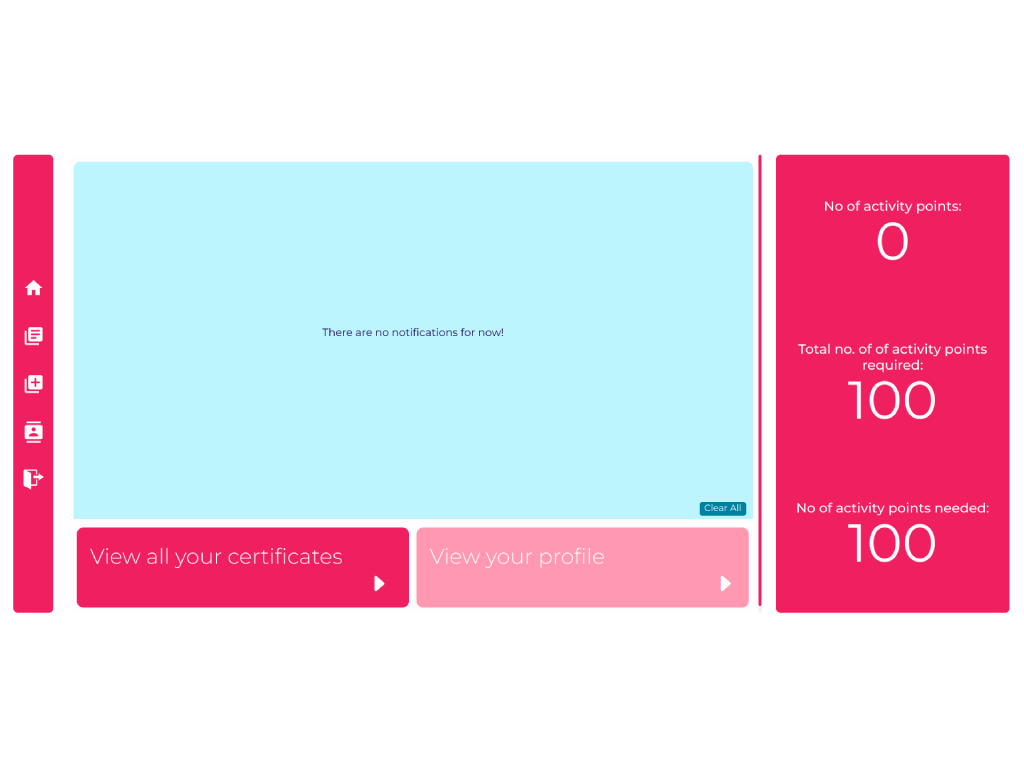 There are no notifications for now!
Clear All
View all your certificates
View your profile
No of activity points:
0
Total no. of of activity points
required:
100
No of activity points needed:
100